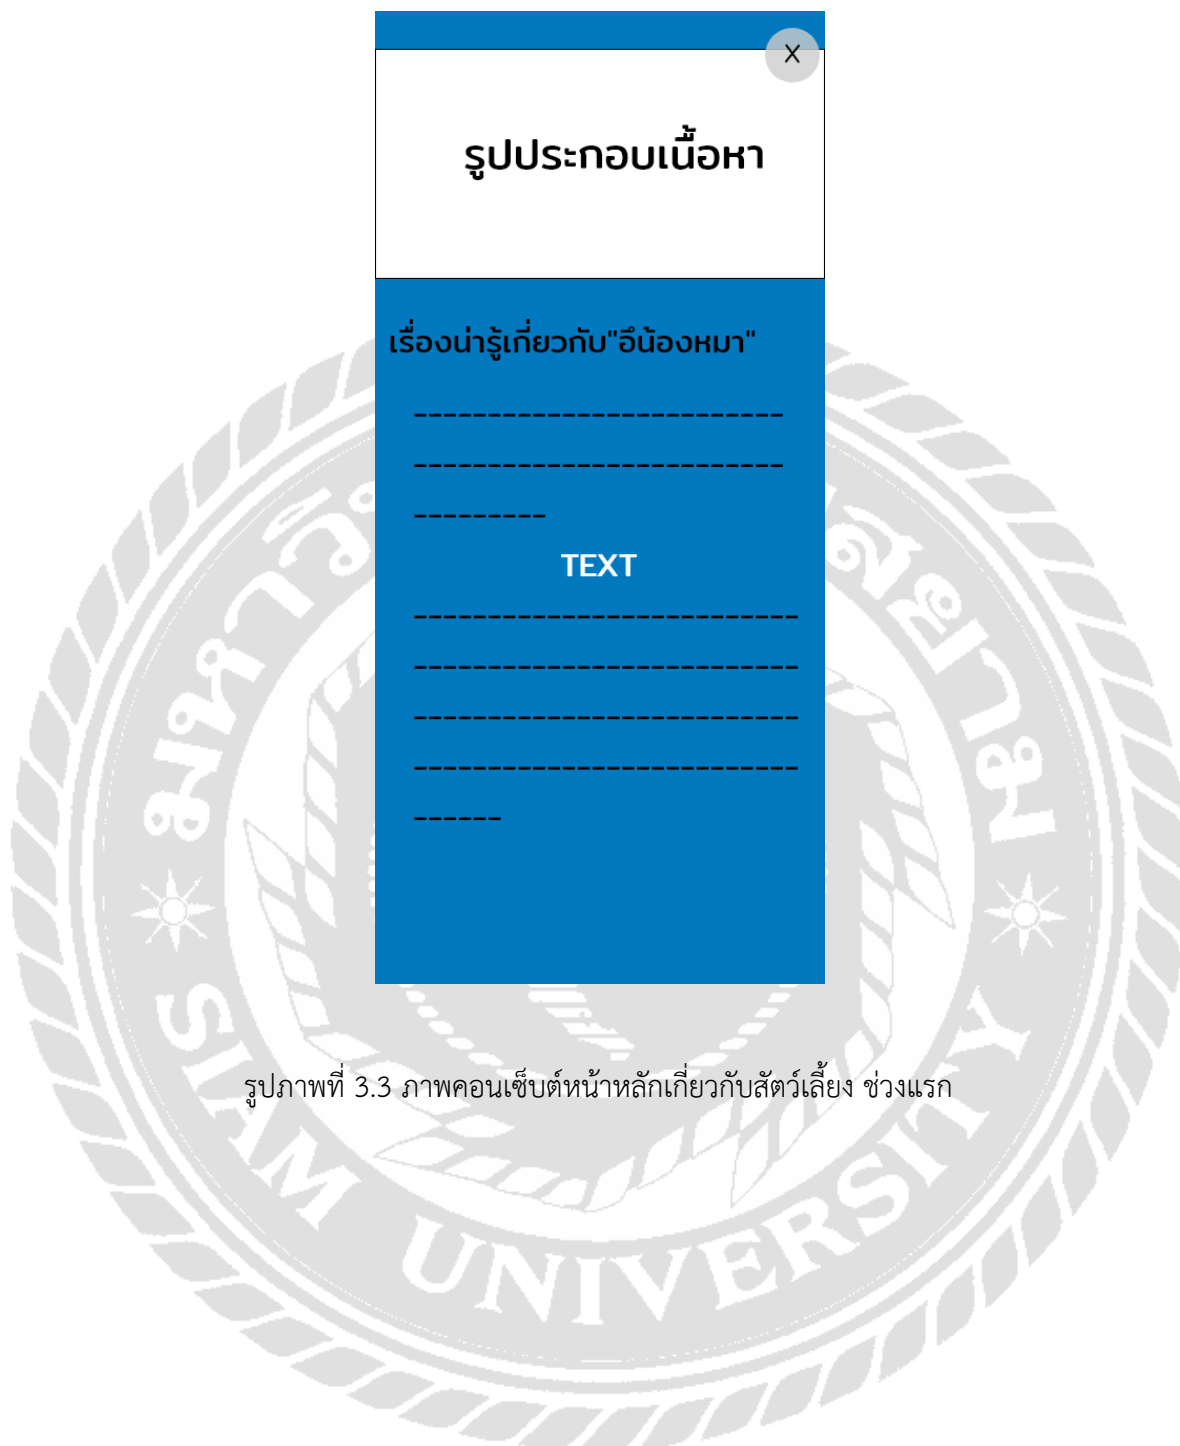 X
รูปประกอบเนื้อหา
เรื่องน่ารู้เกี่ยวกับ"อึน้องหมา"
-------------------------
-------------------------
---------
TEXT
--------------------------
--------------------------
--------------------------
--------------------------
------
รูปภาพที่ 3.3 ภาพคอนเซ็บต์หน้าหลักเกี่ยวกับสัตว์เลี้ยง ช่วงแรก
SIAM UNIVERSITY